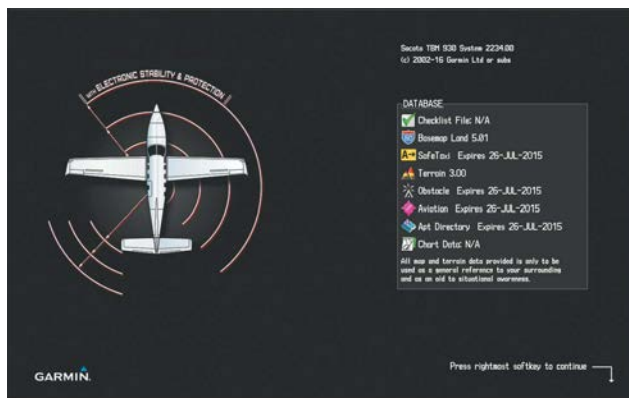 WITH ELECTRONIC STABILITY & PROTECTION
Socata TBM 930 System 2234.00
(c) 2002-16 Garmin Ltd or subs
DATABASE
Checklist File: N/A
Basemap Land 5.01
A→ SafeTaxi Expires 26-JUL-2015
Terrain 3.00
Obstacle Expires 26-JUL-2015
Aviation Expires 26-JUL-2015
Apt Directory Expires 26-JUL-2015
Chart Data: N/A
All map and terrain data provided is only to be
used as a general reference to your surrounding
and as an aid to situational awareness.
Press rightmost softkey to continue
GARMIN.